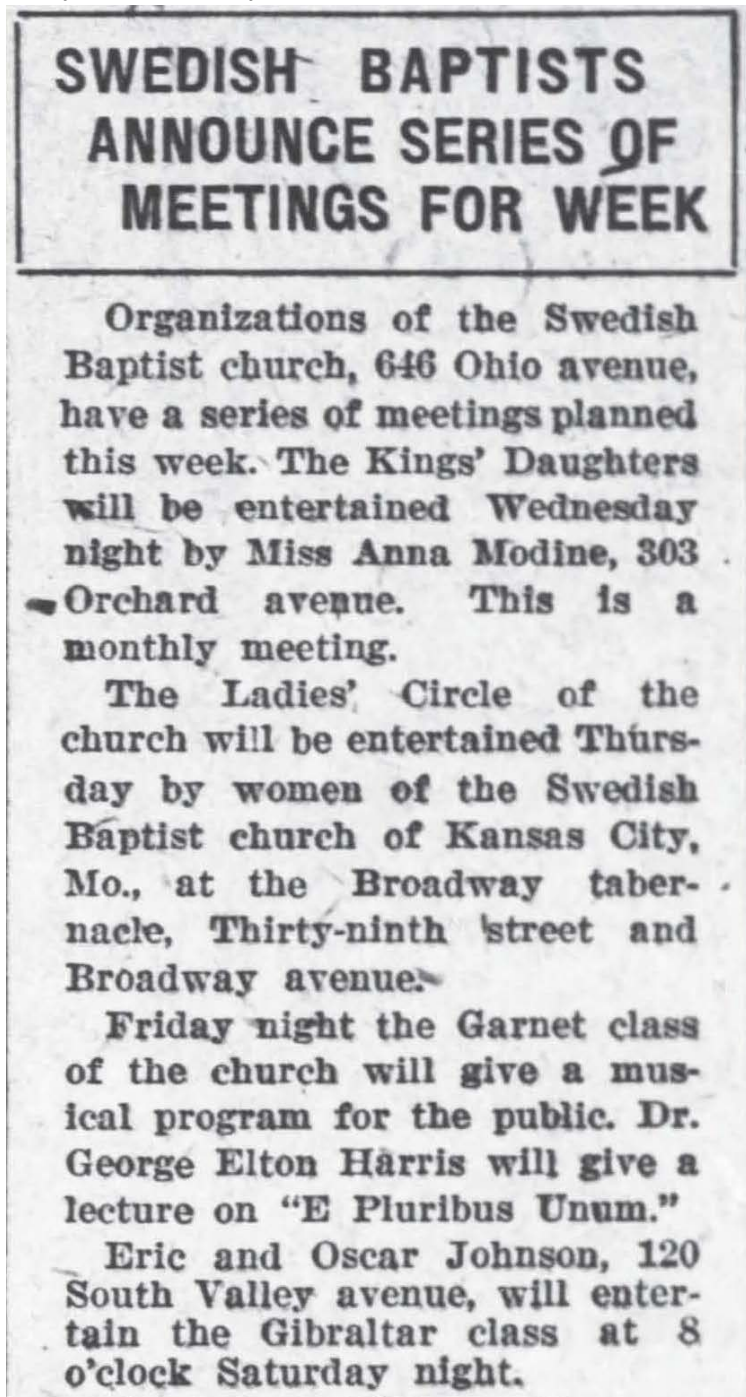 SWEDISH BAPTISTS
ANNOUNCE SERIES OF
MEETINGS FOR WEEK
Organizations of the Swedish
Baptist church, 646 Ohio avenue,
have a series of meetings planned
this week. The Kings' Daughters
will be entertained Wednesday
night by Miss Anna Modine, 303
Orchard avenue. This is a
monthly meeting.
The Ladies' Circle of the
church will be entertained Thurs-
day by women of the Swedish
Baptist church of Kansas City,
Mo., at the Broadway taber-
nacle, Thirty-ninth street and
Broadway avenue.
Friday night the Garnet class
of the church will give a mus-
ical program for the public. Dr.
George Elton Harris will give a
lecture on "E Pluribus Unum."
Eric and Oscar Johnson, 120
South Valley avenue, will enter-
tain the Gibraltar class at 8
o'clock Saturday night.